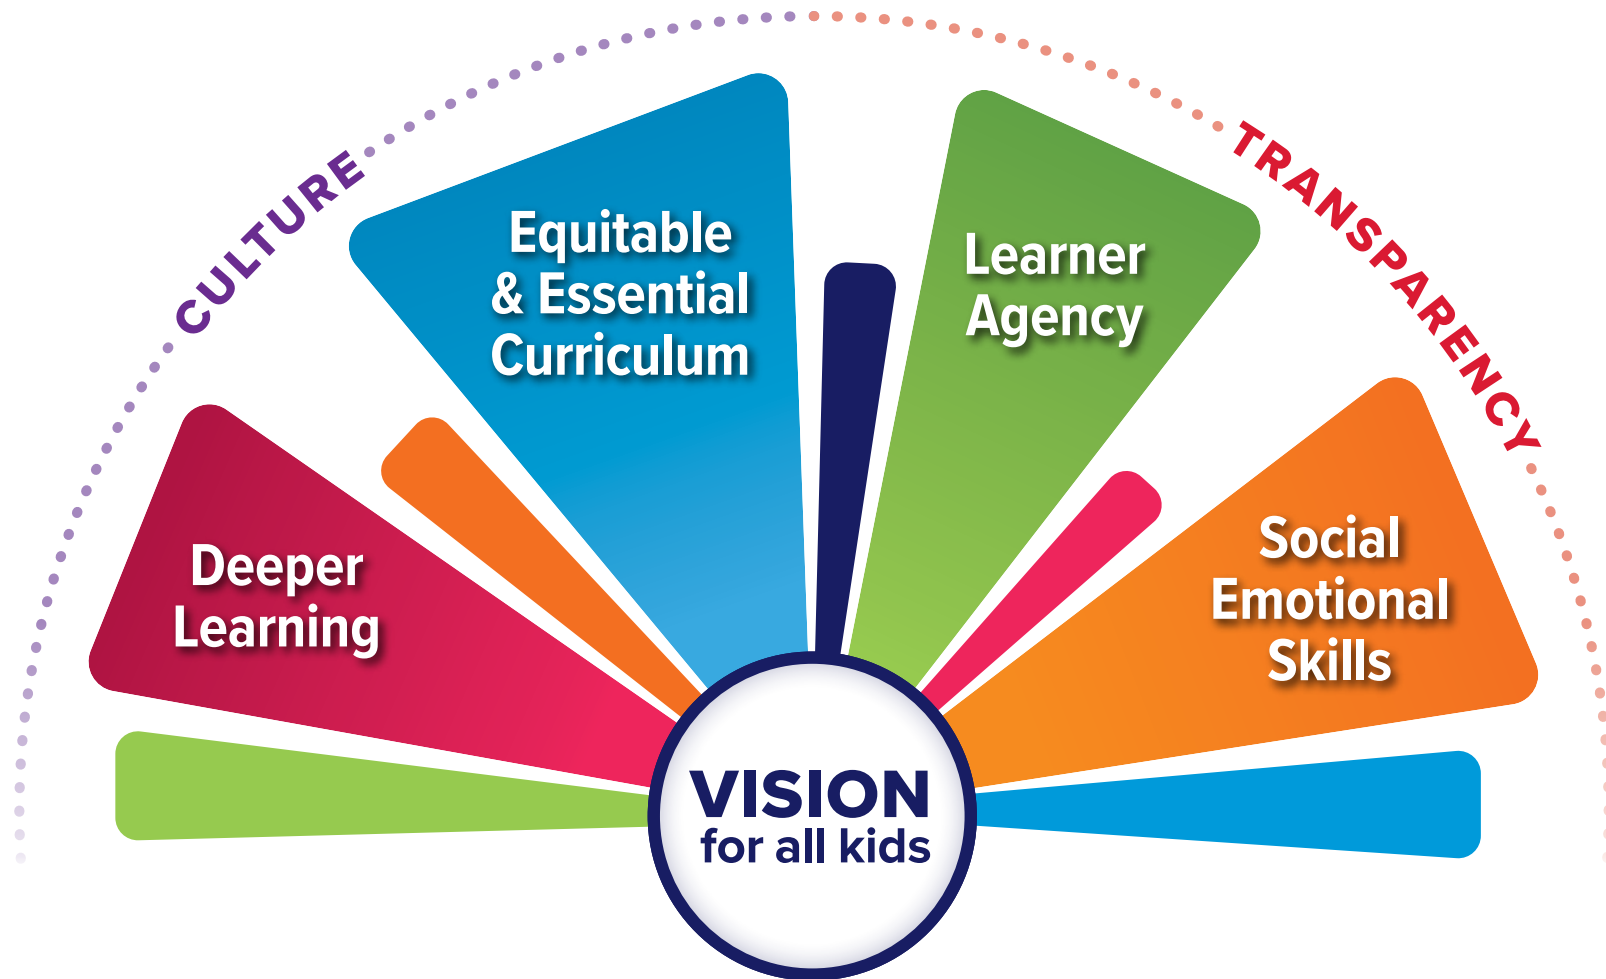 CULTURE
TRANSPARENCY
Equitable
& Essential
Curriculum
Learner
Agency
Deeper
Learning
Social
Emotional
Skills
VISION
for all kids